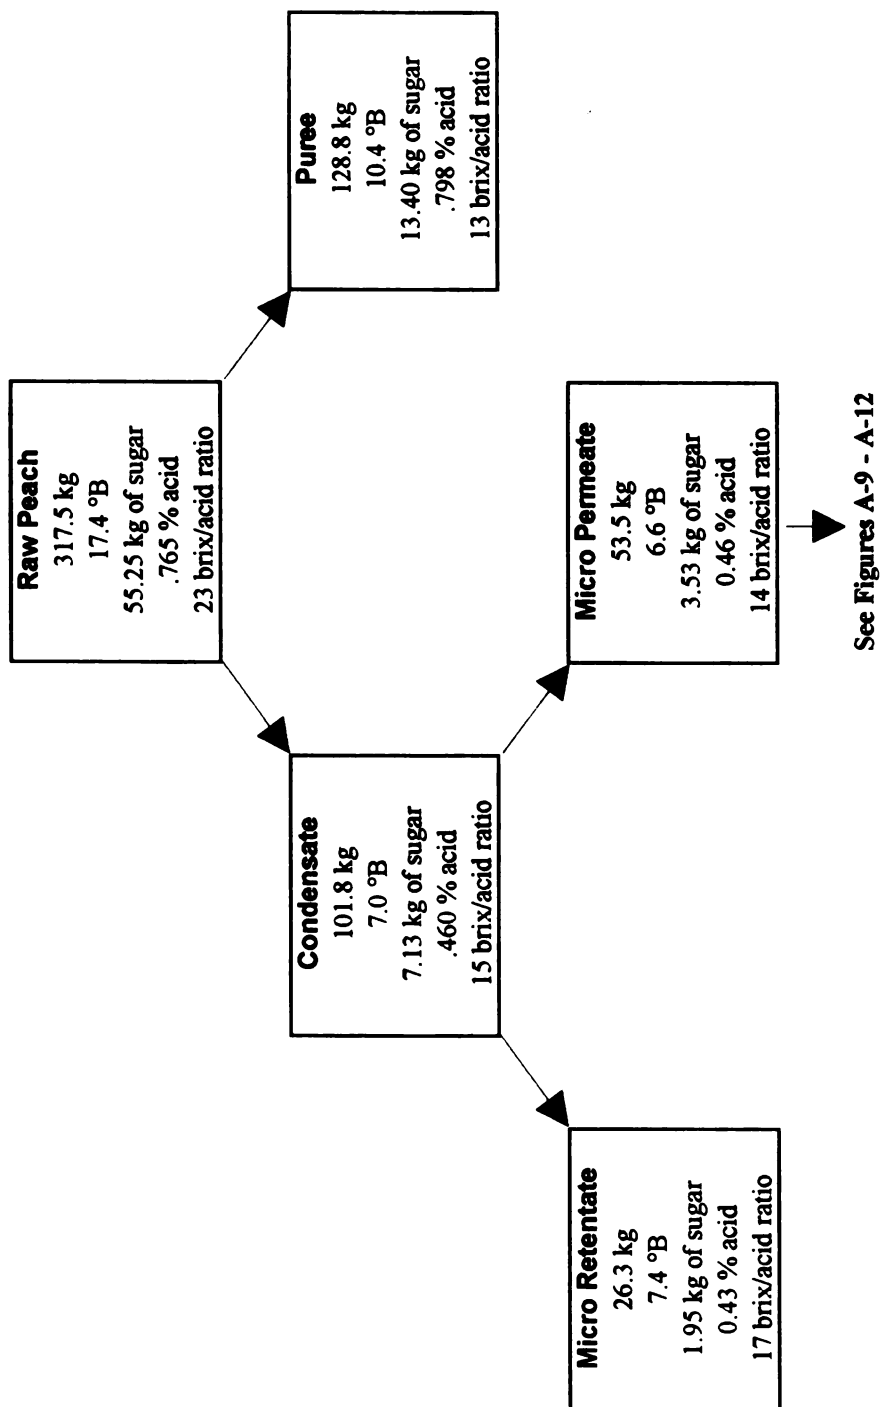 Raw Peach
317.5 kg
17.4 °B
55.25 kg of sugar
.765 % acid
23 brix/acid ratio
Condensate
101.8 kg
7.0 °B
7.13 kg of sugar
.460 % acid
15 brix/acid ratio
Puree
128.8 kg
10.4 °B
13.40 kg of sugar
.798 % acid
13 brix/acid ratio
Micro Retentate
26.3 kg
7.4 °B
1.95 kg of sugar
0.43 % acid
17 brix/acid ratio
Micro Permeate
53.5 kg
6.6 °B
3.53 kg of sugar
0.46 % acid
14 brix/acid ratio
See Figures A-9 - A-12